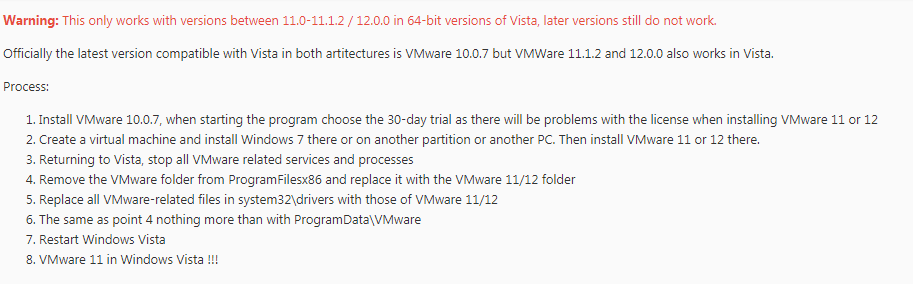 Warning: This only works with versions between 11.0-11.1.2 / 12.0.0 in 64-bit versions of Vista, later versions still do not work.
Officially the latest version compatible with Vista in both artitectures is VMware 10.0.7 but VMWare 11.1.2 and 12.0.0 also works in Vista.
Process:
1. Install VMware 10.0.7, when starting the program choose the 30-day trial as there will be problems with the license when installing VMware 11 or 12
2. Create a virtual machine and install Windows 7 there or on another partition or another PC. Then install VMware 11 or 12 there.
3. Returning to Vista, stop all VMware related services and processes
4. Remove the VMware folder from ProgramFilesx86 and replace it with the VMware 11/12 folder
5. Replace all VMware-related files in system32\drivers with those of VMware 11/12
6. The same as point 4 nothing more than with ProgramData\VMware
7. Restart Windows Vista
8. VMware 11 in Windows Vista !!!